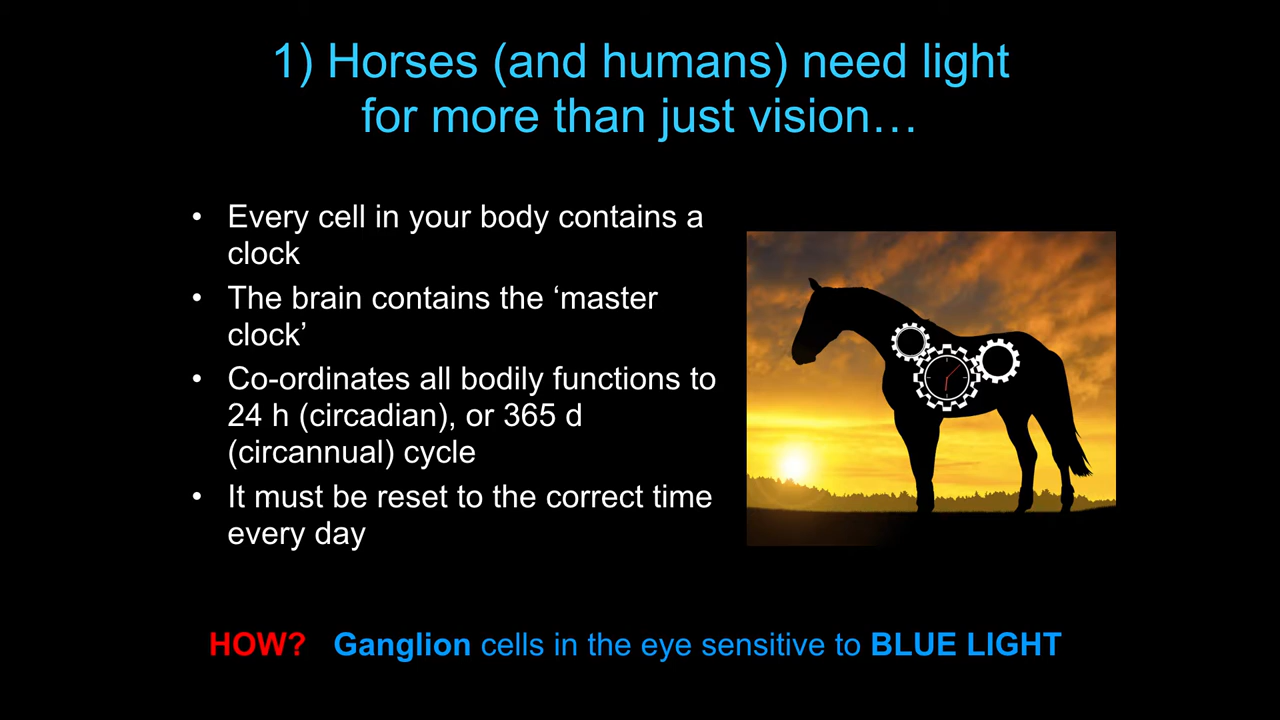 1) Horses (and humans) need light
for more than just vision…
• Every cell in your body contains a
clock
• The brain contains the ‘master
clock’
• Co-ordinates all bodily functions to
24 h (circadian), or 365 d
(circannual) cycle
• It must be reset to the correct time
every day
HOW? Ganglion cells in the eye sensitive to BLUE LIGHT